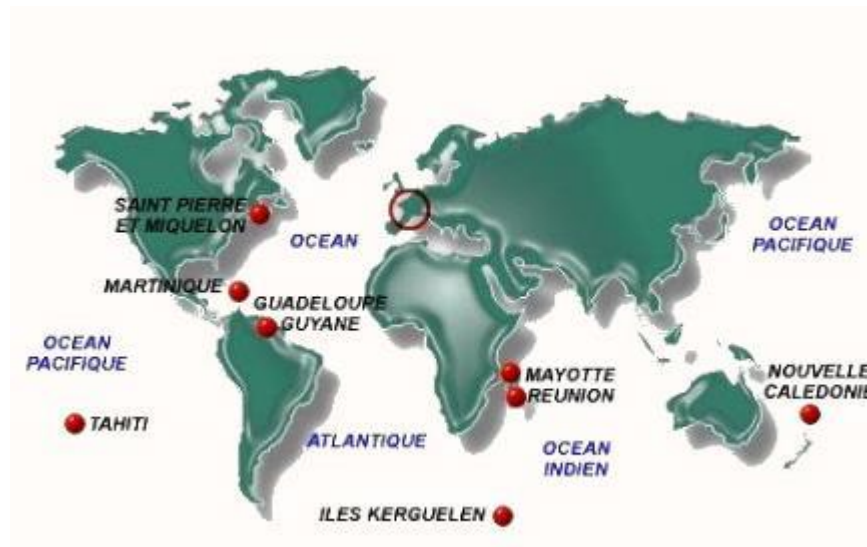 SAINT PIERRE
ET MIQUELON
OCEAN
OCEAN
PACIFIQUE
MARTINIQUE
GUADELOUPE
GUYANE
OCEAN
PACIFIQUE
MAYOTTE
REUNION
NOUVELLE
CALEDONIE
TAHITI
ATLANTIQUE
OCEAN
INDIEN
ILES KERGUELEN